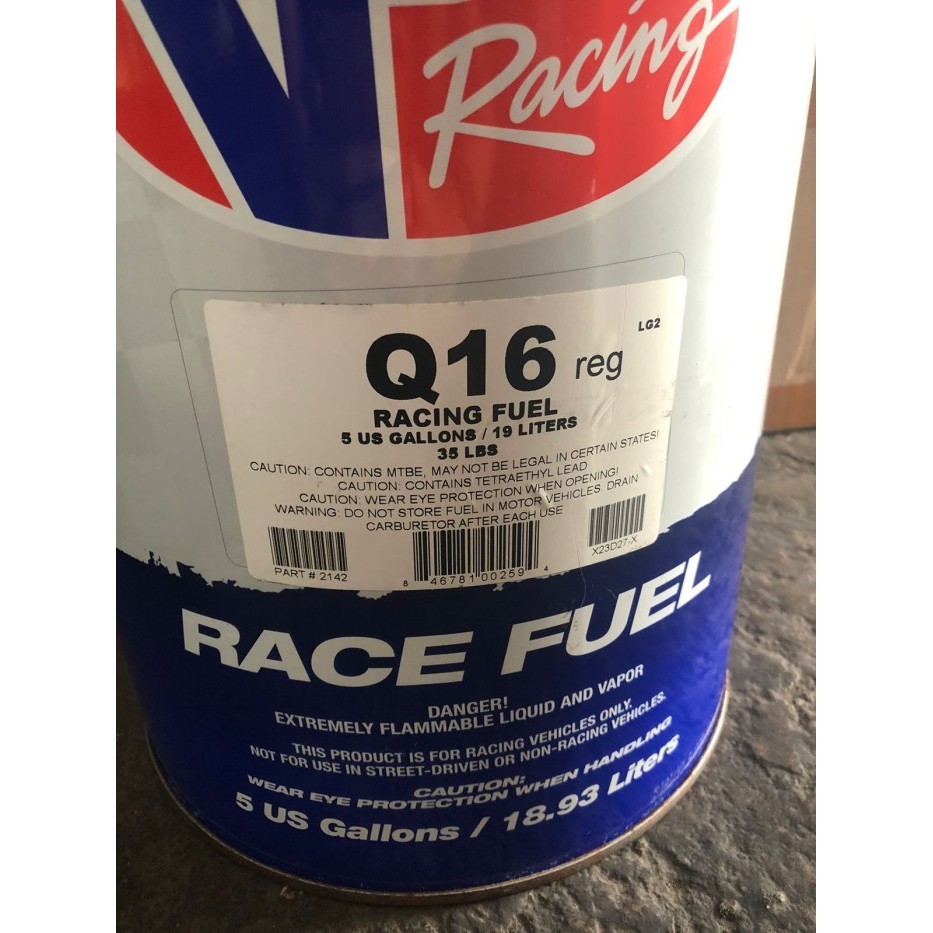 Racing
LG2
Q16 reg
RACING FUEL
5 US GALLONS / 19 LITERS
35 LBS
CAUTION: CONTAINS MTBE, MAY NOT BE LEGAL IN CERTAIN STATES!
CAUTION: CONTAINS TETRAETHYL LEAD
CAUTION: WEAR EYE PROTECTION WHEN OPENING!
WARNING: DO NOT STORE FUEL IN MOTOR VEHICLES DRAIN
CARBURETOR AFTER EACH USE
PART # 2142
8 46781 00259 4
X23D27-X
RACE FUEL
DANGER!
EXTREMELY FLAMMABLE LIQUID AND VAPOR
THIS PRODUCT IS FOR RACING VEHICLES ONLY.
NOT FOR USE IN STREET-DRIVEN OR NON-RACING VEHICLES.
CAUTION:
WEAR EYE PROTECTION WHEN HANDLING
5 US Gallons / 18.93 Liters